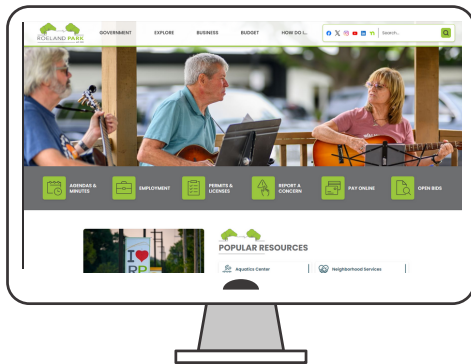 ROELAND PARK
GOVERNMENT
EXPLORE
BUSINESS
BUDGET
HOW DO I...
Search...
AGENDAS &
MINUTES
EMPLOYMENT
PERMITS &
LICENSES
REPORT A
CONCERN
PAY ONLINE
OPEN BIDS
I
RP
POPULAR RESOURCES
Aquatics Center
Neighborhood Services